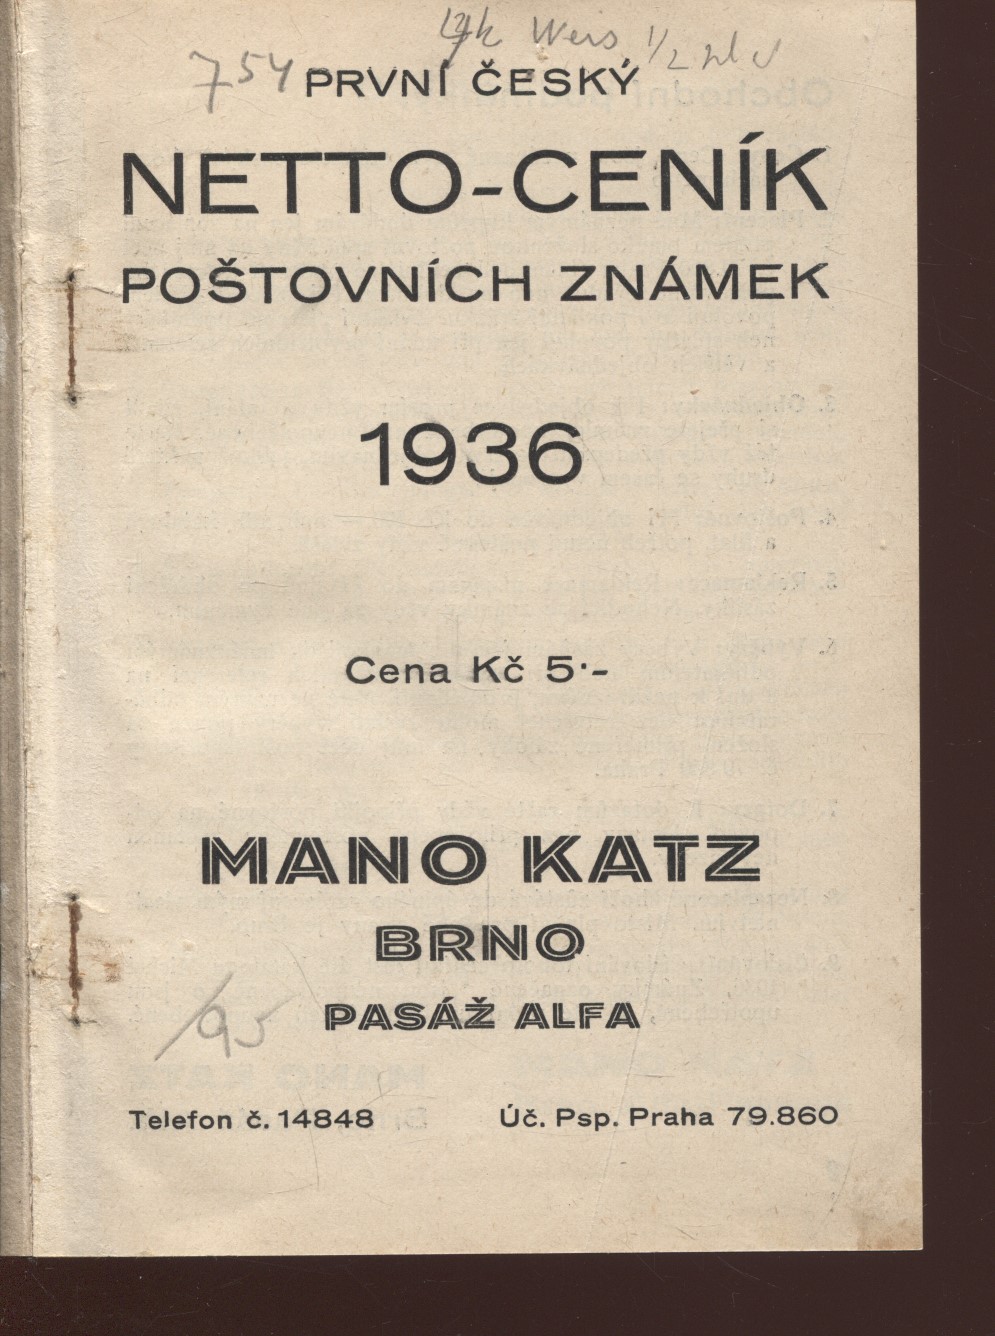 754
PRVNÍ ČESKÝ
NETTO-CENÍK
POŠTOVNÍCH ZNÁMEK
1936
Cena Kč 5·-
MANO KATZ
BRNO
PASÁŽ ALFA
Telefon č. 14848
Úč. Psp. Praha 79.860